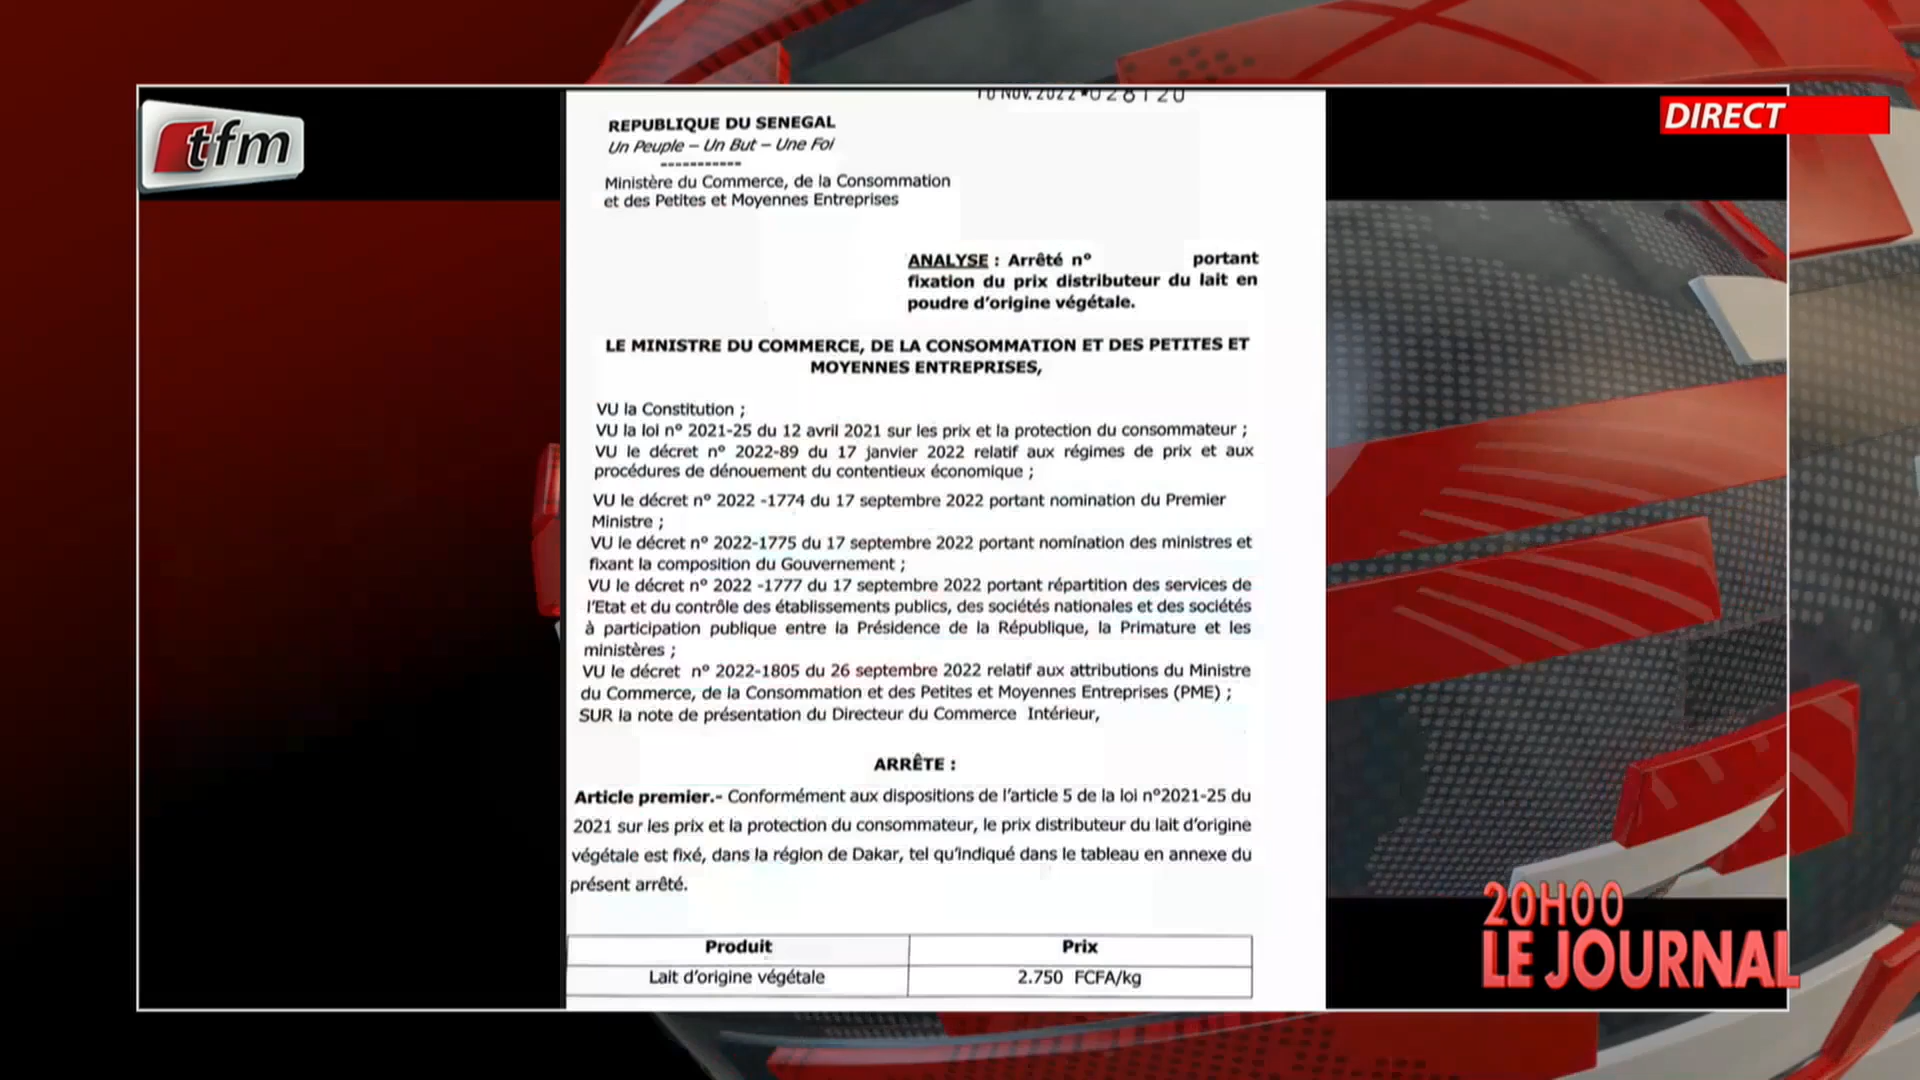 10 NOV. 2022 * 028120
tfm
DIRECT
REPUBLIQUE DU SENEGAL
Un Peuple – Un But – Une Foi
-----------
Ministère du Commerce, de la Consommation
et des Petites et Moyennes Entreprises
ANALYSE : Arrêté nº portant
fixation du prix distributeur du lait en
poudre d'origine végétale.
LE MINISTRE DU COMMERCE, DE LA CONSOMMATION ET DES PETITES ET
MOYENNES ENTREPRISES,
VU la Constitution ;
VU la loi nº 2021-25 du 12 avril 2021 sur les prix et la protection du consommateur ;
VU le décret nº 2022-89 du 17 janvier 2022 relatif aux régimes de prix et aux
procédures de dénouement du contentieux économique ;
VU le décret nº 2022 -1774 du 17 septembre 2022 portant nomination du Premier
Ministre ;
VU le décret nº 2022-1775 du 17 septembre 2022 portant nomination des ministres et
fixant la composition du Gouvernement ;
VU le décret nº 2022 -1777 du 17 septembre 2022 portant répartition des services de
l'Etat et du contrôle des établissements publics, des sociétés nationales et des sociétés
à participation publique entre la Présidence de la République, la Primature et les
ministères ;
VU le décret nº 2022-1805 du 26 septembre 2022 relatif aux attributions du Ministre
du Commerce, de la Consommation et des Petites et Moyennes Entreprises (PME) ;
SUR la note de présentation du Directeur du Commerce Intérieur,
ARRÊTE :
Article premier.- Conformément aux dispositions de l'article 5 de la loi nº2021-25 du
2021 sur les prix et la protection du consommateur, le prix distributeur du lait d'origine
végétale est fixé, dans la région de Dakar, tel qu'indiqué dans le tableau en annexe du
présent arrêté.
Produit Prix
Lait d'origine végétale 2.750 FCFA/kg
20H00
LE JOURNAL